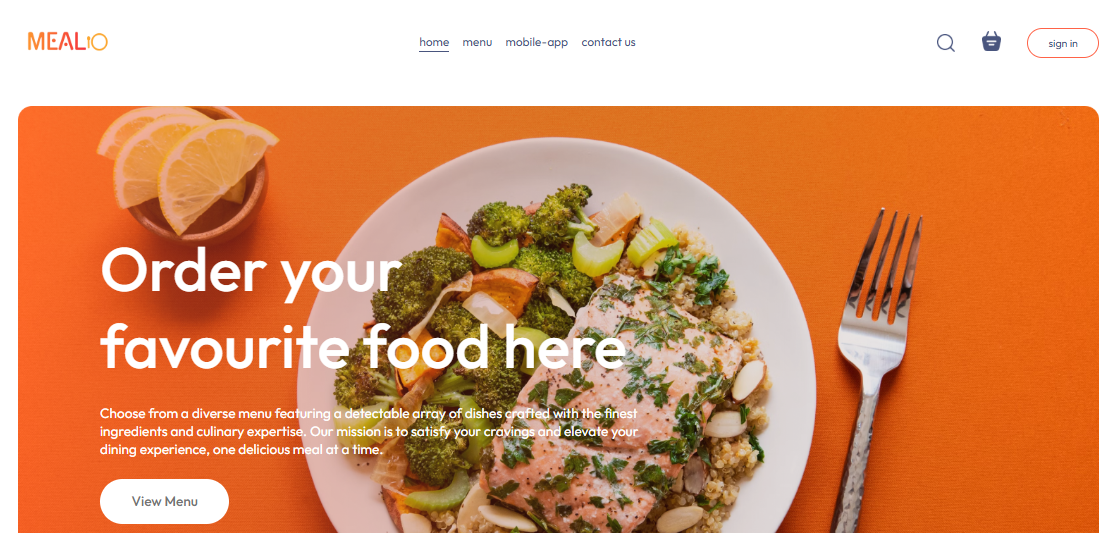 MEALIO
home menu mobile-app contact us
sign in
Order your
favourite food here
Choose from a diverse menu featuring a detectable array of dishes crafted with the finest
ingredients and culinary expertise. Our mission is to satisfy your cravings and elevate your
dining experience, one delicious meal at a time.
View Menu